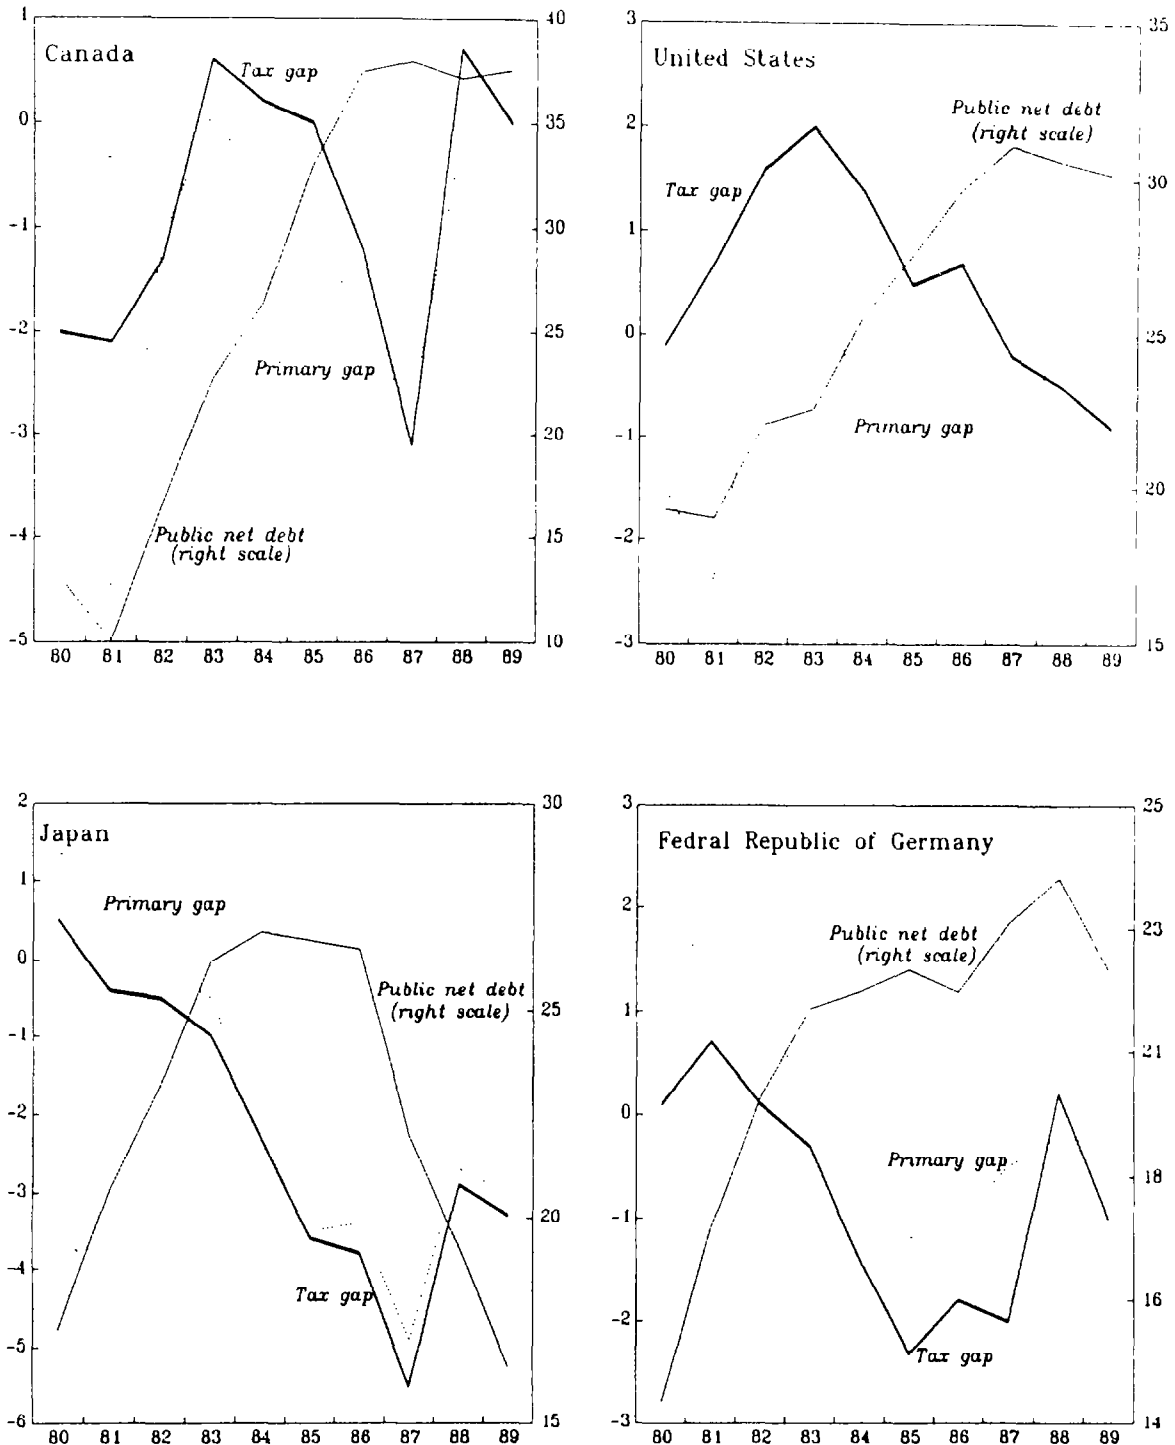 Canada
1
0
-1
-2
-3
-4
-5
40
35
30
25
20
15
10
Tax gap
Primary gap
Public net debt
(right scale)
80 81 82 83 84 85 86 87 88 89
United States
3
2
1
0
-1
-2
-3
35
30
25
20
15
Public net debt
(right scale)
Tax gap
Primary gap
80 81 82 83 84 85 86 87 88 89
Japan
2
1
0
-1
-2
-3
-4
-5
-6
30
25
20
15
Primary gap
Public net debt
(right scale)
Tax gap
80 81 82 83 84 85 86 87 88 89
Fedral Republic of Germany
3
2
1
0
-1
-2
-3
25
23
21
18
16
14
Public net debt
(right scale)
Primary gap
Tax gap
80 81 82 83 84 85 86 87 88 89